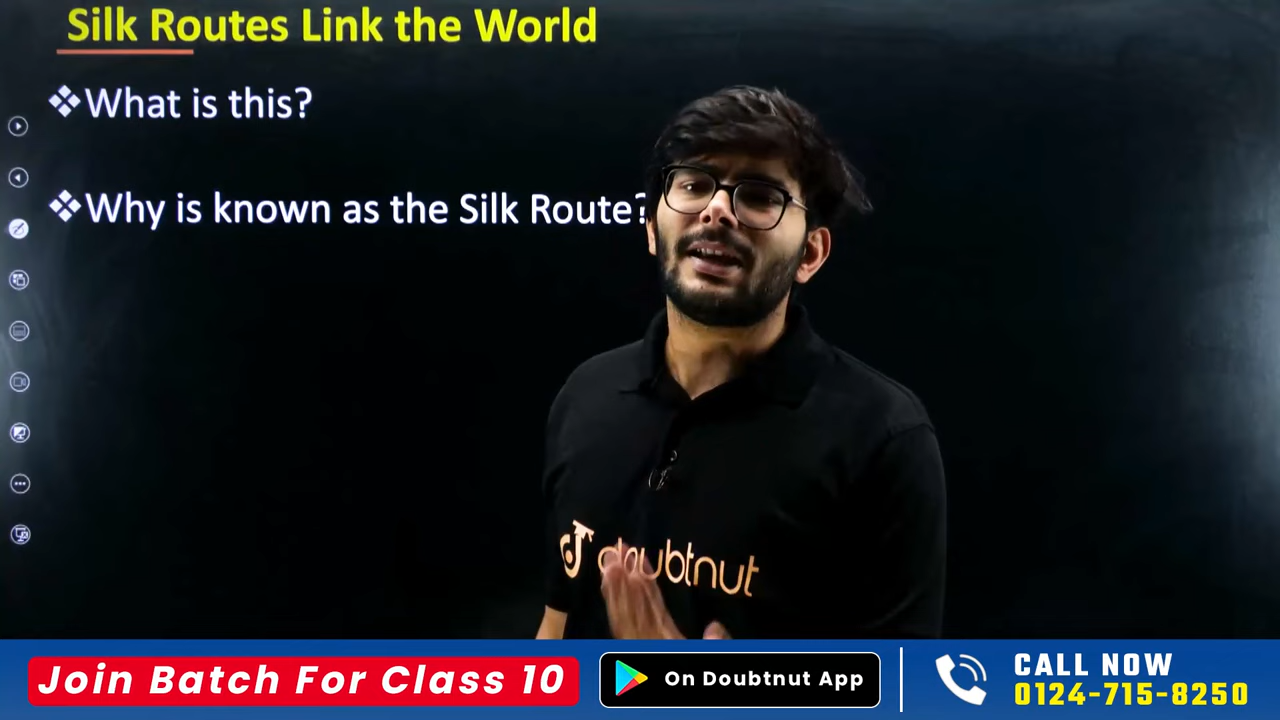 Silk Routes Link the World
❖What is this?
❖Why is known as the Silk Route?
doubtnut
Join Batch For Class 10
On Doubtnut App
CALL NOW
0124-715-8250